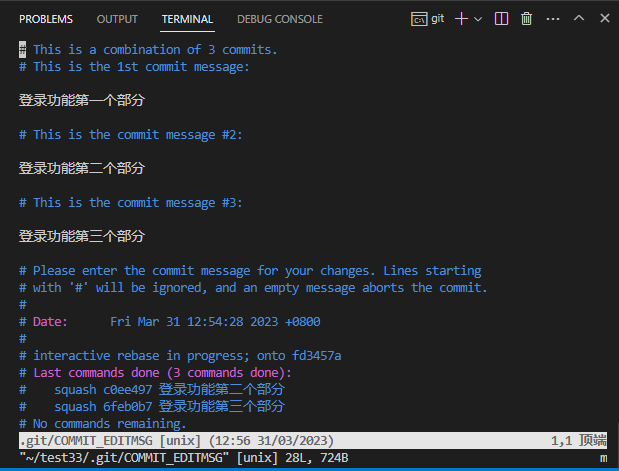 PROBLEMS OUTPUT TERMINAL DEBUG CONSOLE git
# This is a combination of 3 commits.
# This is the 1st commit message:
登录功能第一个部分
# This is the commit message #2:
登录功能第二个部分
# This is the commit message #3:
登录功能第三个部分
# Please enter the commit message for your changes. Lines starting
# with '#' will be ignored, and an empty message aborts the commit.
#
# Date:      Fri Mar 31 12:54:28 2023 +0800
#
# interactive rebase in progress; onto fd3457a
# Last commands done (3 commands done):
#    squash c0ee497 登录功能第二个部分
#    squash 6feb0b7 登录功能第三个部分
# No commands remaining.
.git/COMMIT_EDITMSG [unix] (12:56 31/03/2023) 1,1 顶端
"~/test33/.git/COMMIT_EDITMSG" [unix] 28L, 724B m